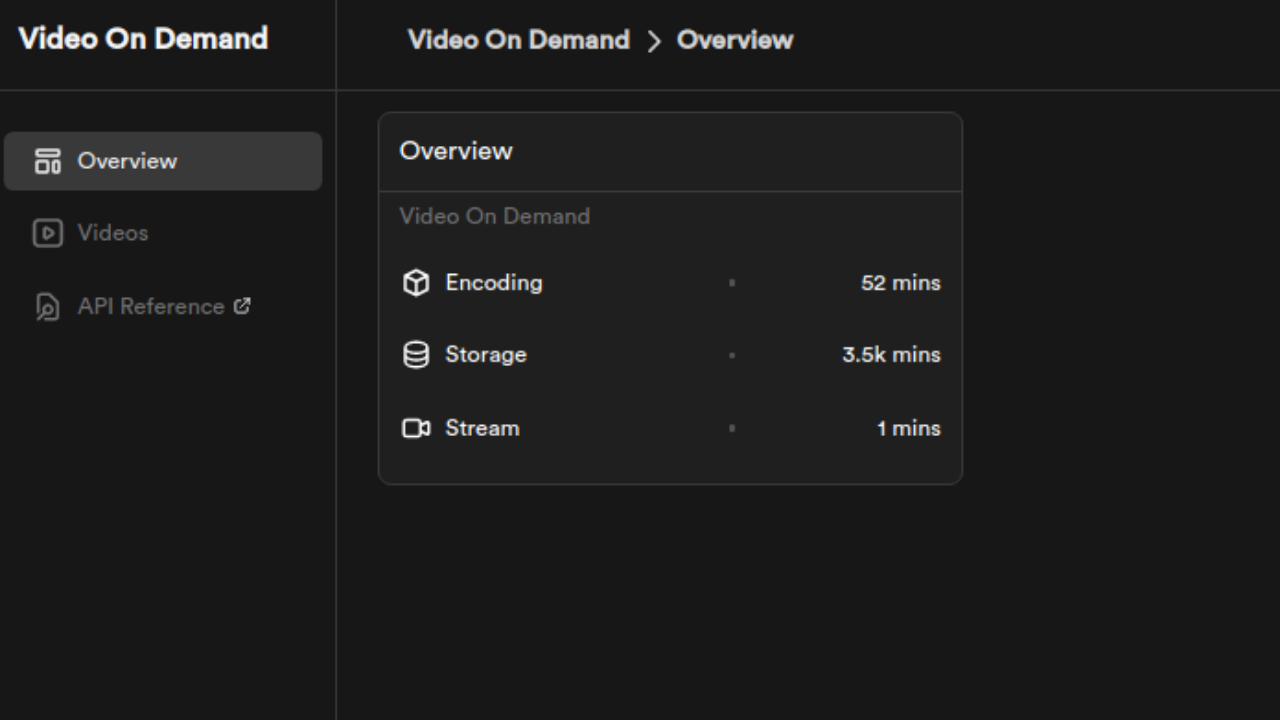 Video On Demand
Video On Demand > Overview
Overview
Videos
API Reference
Overview
Video On Demand
Encoding 52 mins
Storage 3.5k mins
Stream 1 mins